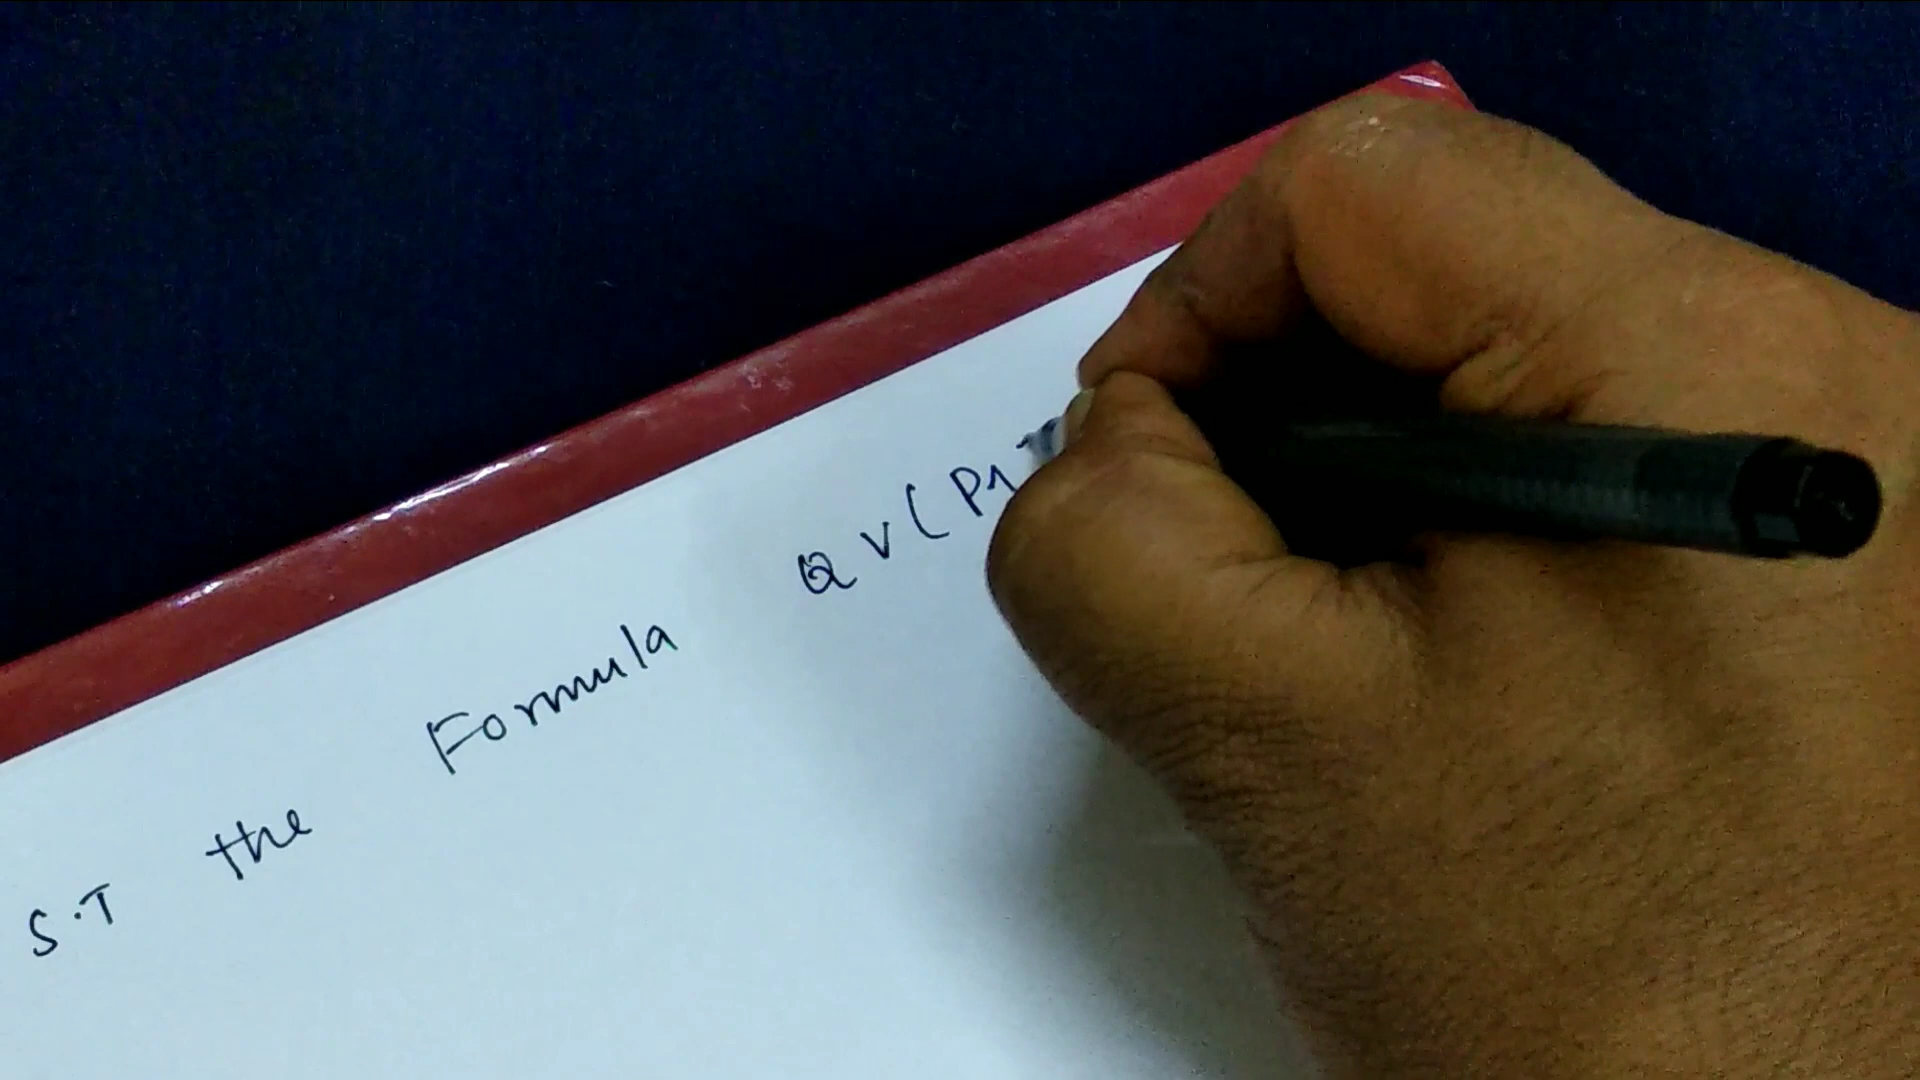 S.T the Formula Q V ( P ∧